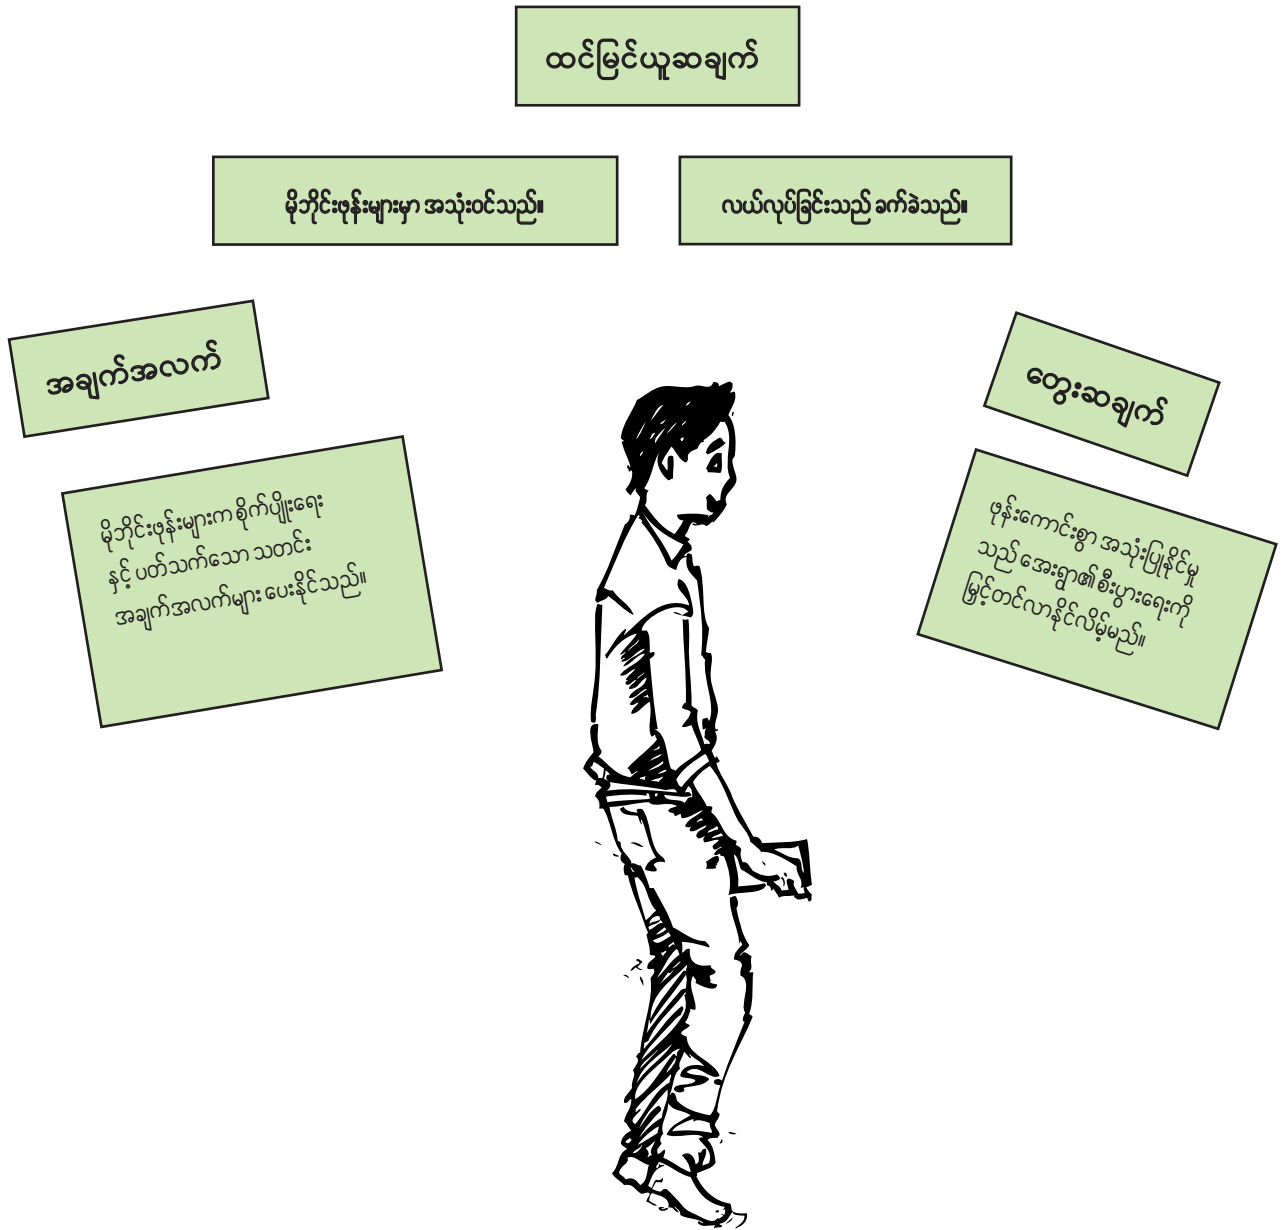 ထင်မြင်ယူဆချက်
မိုဘိုင်းဖုန်းများမှာ အသုံးဝင်သည်။
လယ်လုပ်ခြင်းသည် ခက်ခဲသည်။
အချက်အလက်
မိုဘိုင်းဖုန်းများက စိုက်ပျိုးရေး
နှင့် ပတ်သက်သော သတင်း
အချက်အလက်များ ပေးနိုင်သည်။
တွေးဆချက်
ဖုန်းကောင်းစွာ အသုံးပြုနိုင်မှု
သည် အေးရွာ၏ စီးပွားရေးကို
မြှင့်တင်လာနိုင်လိမ့်မည်။